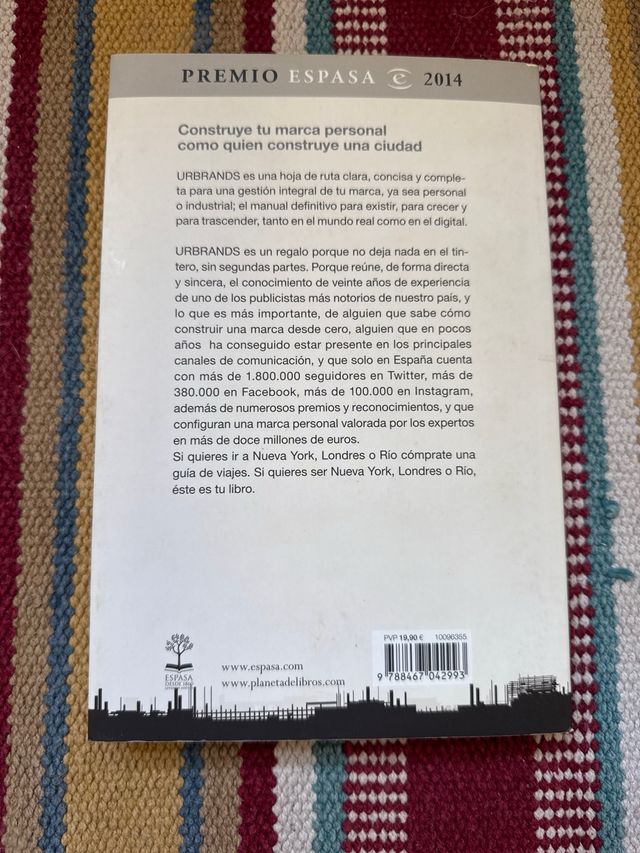 PREMIO ESPASA e 2014
Construye tu marca personal
como quien construye una ciudad
URBRANDS es una hoja de ruta clara, concisa y comple-
ta para una gestión integral de tu marca, ya sea personal
o industrial; el manual definitivo para existir, para crecer y
para trascender, tanto en el mundo real como en el digital.
URBRANDS es un regalo porque no deja nada en el tin-
tero, sin segundas partes. Porque reúne, de forma directa
y sincera, el conocimiento de veinte años de experiencia
de uno de los publicistas más notorios de nuestro país, y
lo que es más importante, de alguien que sabe cómo
construir una marca desde cero, alguien que en pocos
años ha conseguido estar presente en los principales
canales de comunicación, y que solo en España cuenta
con más de 1.800.000 seguidores en Twitter, más de
380.000 en Facebook, más de 100.000 en Instagram,
además de numerosos premios y reconocimientos, y que
configuran una marca personal valorada por los expertos
en más de doce millones de euros.
Si quieres ir a Nueva York, Londres o Río cómprate una
guía de viajes. Si quieres ser Nueva York, Londres o Río,
éste es tu libro.
PVP 19,90 € 10096355
9 788467 042993
ESPASA
DESDE 1860
www.espasa.com
www.planetadelibros.com